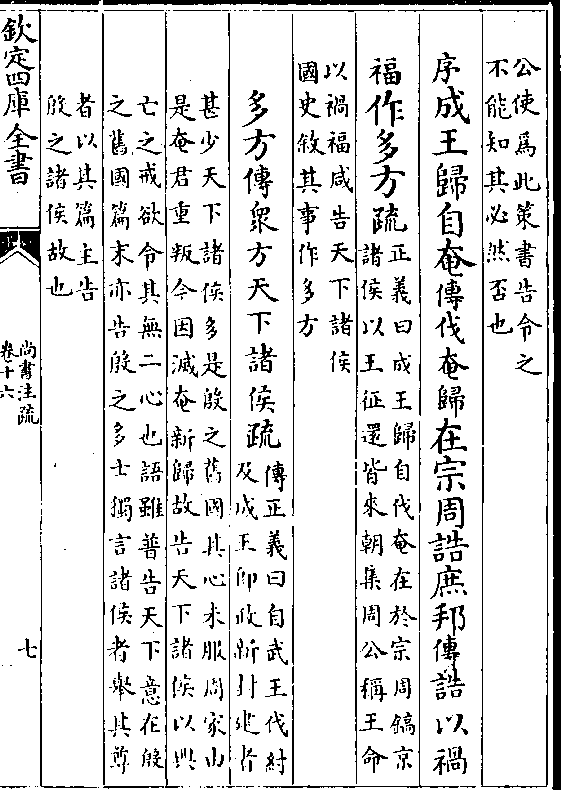 公使爲此策書告令之
不能知其必然否也
序成王歸自奄傳伐奄歸在宗周誥庶邦傳誥以禍
福作多方疏正義曰成王歸自伐奄在於宗周鎬京
諸侯以王征還皆來朝集周公稱王命
以禍福咸告天下諸侯
國史敘其事作多方
多方傳衆方天下諸侯疏傳正義曰自武王伐紂
及成王即政新封建者
甚少天下諸侯多是殷之舊國其心未服周家由
是奄君重叛今因滅奄新歸故告天下諸侯以興
亡之戒欲令其無二心也語雖普告天下意在殷
之舊國篇末亦告殷之多士獨言諸侯者舉其尊
者以其篇主告
殷之諸侯故也
欽定四庫全書
尚書注疏
卷十六
七